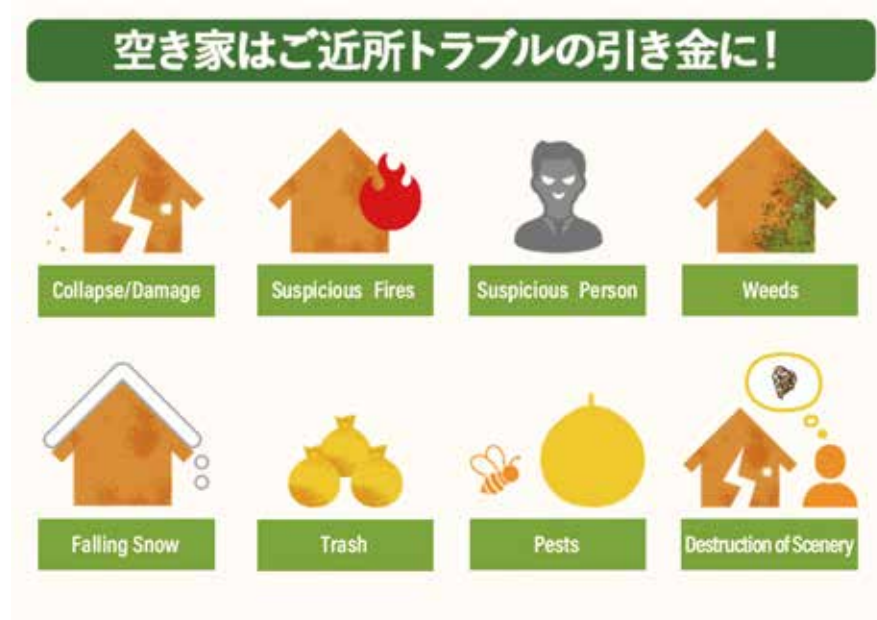 空き家はご近所トラブルの引き金に!
Collapse/Damage
Suspicious Fires
Suspicious Person
Weeds
Falling Snow
Trash
Pests
Destruction of Scenery